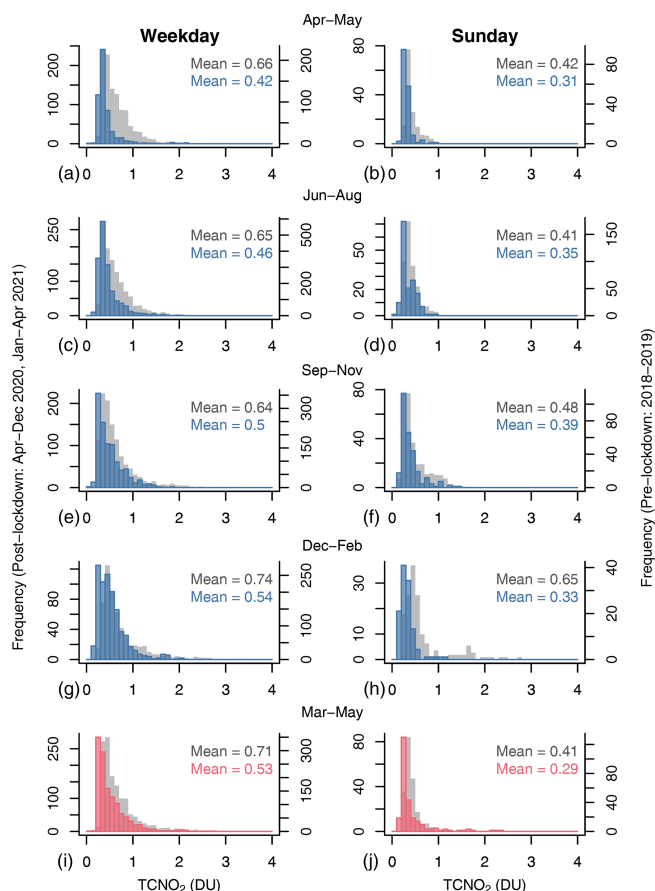 Apr−May
Weekday
Sunday
Mean = 0.66
Mean = 0.42
0 100 200
0 50 100 200
0 1 2 3 4
(a)
Mean = 0.42
Mean = 0.31
0 40 80
0 20 40 60 80
0 1 2 3 4
(b)
Jun−Aug
Mean = 0.65
Mean = 0.46
0 100 250
0 200 500
0 1 2 3 4
(c)
Mean = 0.41
Mean = 0.35
0 20 50
0 50 150
0 1 2 3 4
(d)
Sep−Nov
Mean = 0.64
Mean = 0.5
0 100 200
0 150 350
0 1 2 3 4
(e)
Mean = 0.48
Mean = 0.39
0 40 80
0 40 100
0 1 2 3 4
(f)
Dec−Feb
Mean = 0.74
Mean = 0.54
0 40 80
0 100 250
0 1 2 3 4
(g)
Mean = 0.65
Mean = 0.33
0 10 30
0 20 40
0 1 2 3 4
(h)
Mar−May
Mean = 0.71
Mean = 0.53
0 100 250
0 150 300
0 1 2 3 4
(i)
Mean = 0.41
Mean = 0.29
0 40 80
0 40 80
0 1 2 3 4
(j)
TCNO₂ (DU)
TCNO₂ (DU)
Frequency (Post−lockdown: Apr−Dec 2020, Jan−Apr 2021)
Frequency (Pre−lockdown: 2018−2019)